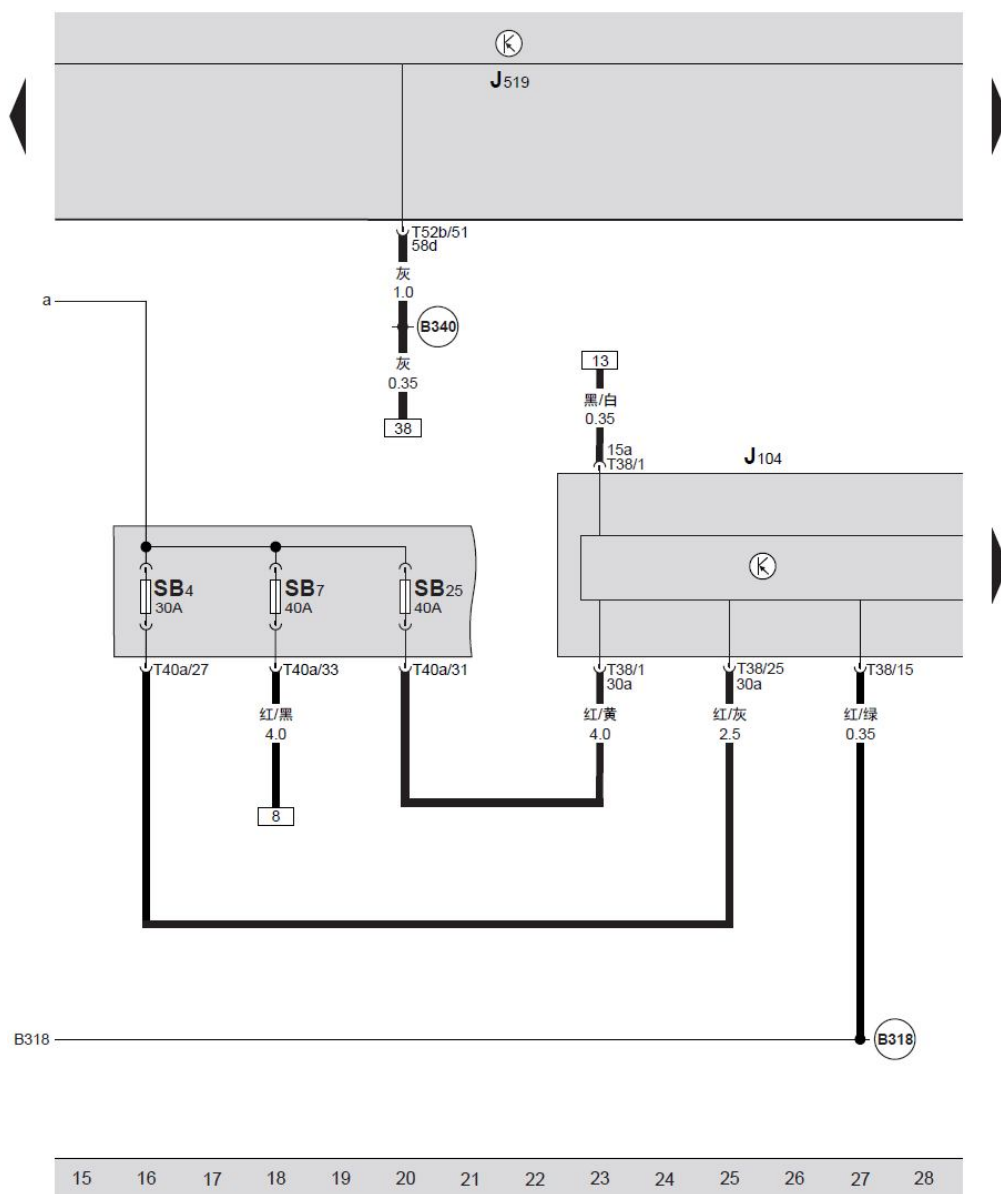 J519
T52b/51
58d
灰
1.0
a
B340
灰
0.35
38
13
黑/白
0.35
15a
T38/1
J104
SB4
30A
SB7
40A
SB25
40A
T40a/27
T40a/33
T40a/31
T38/1
30a
T38/25
30a
T38/15
红/黑
4.0
红/黄
4.0
红/灰
2.5
红/绿
0.35
8
B318
B318
15 16 17 18 19 20 21 22 23 24 25 26 27 28